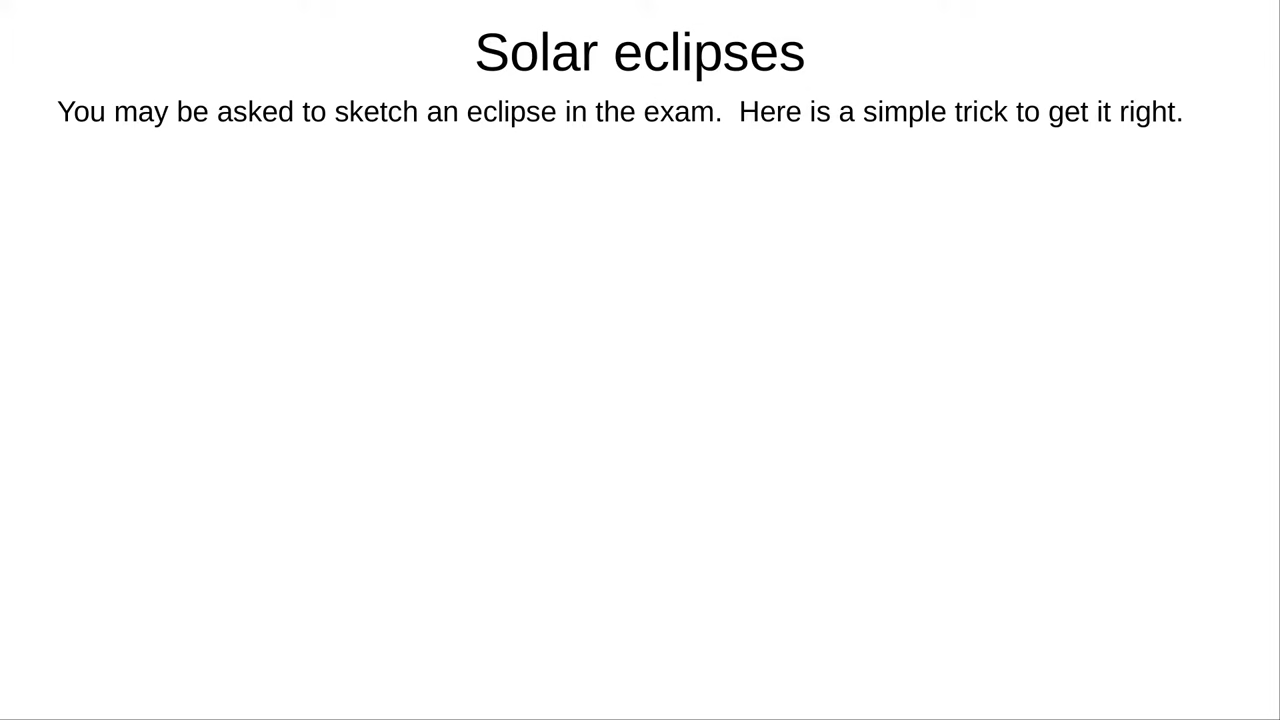 Solar eclipses
You may be asked to sketch an eclipse in the exam.  Here is a simple trick to get it right.